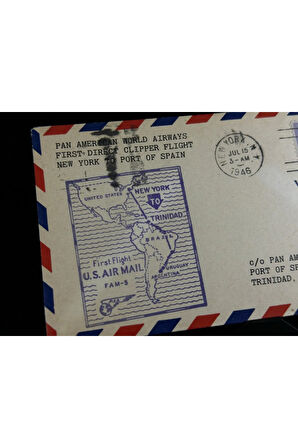 PAN AMERICAN WORLD AIRWAYS
FIRST DIRECT CLIPPER FLIGHT
NEW YORK TO PORT OF SPAIN
NEW YORK, N.Y.
JUL 15
3-AM
1946
UNITED STATES
NEW YORK
TO
TRINIDAD
BRAZIL
First Flight
U.S. AIR MAIL
FAM-5
URUGUAY
ARGENTINA
c/o PAN AM
PORT OF S
TRINIDAD,